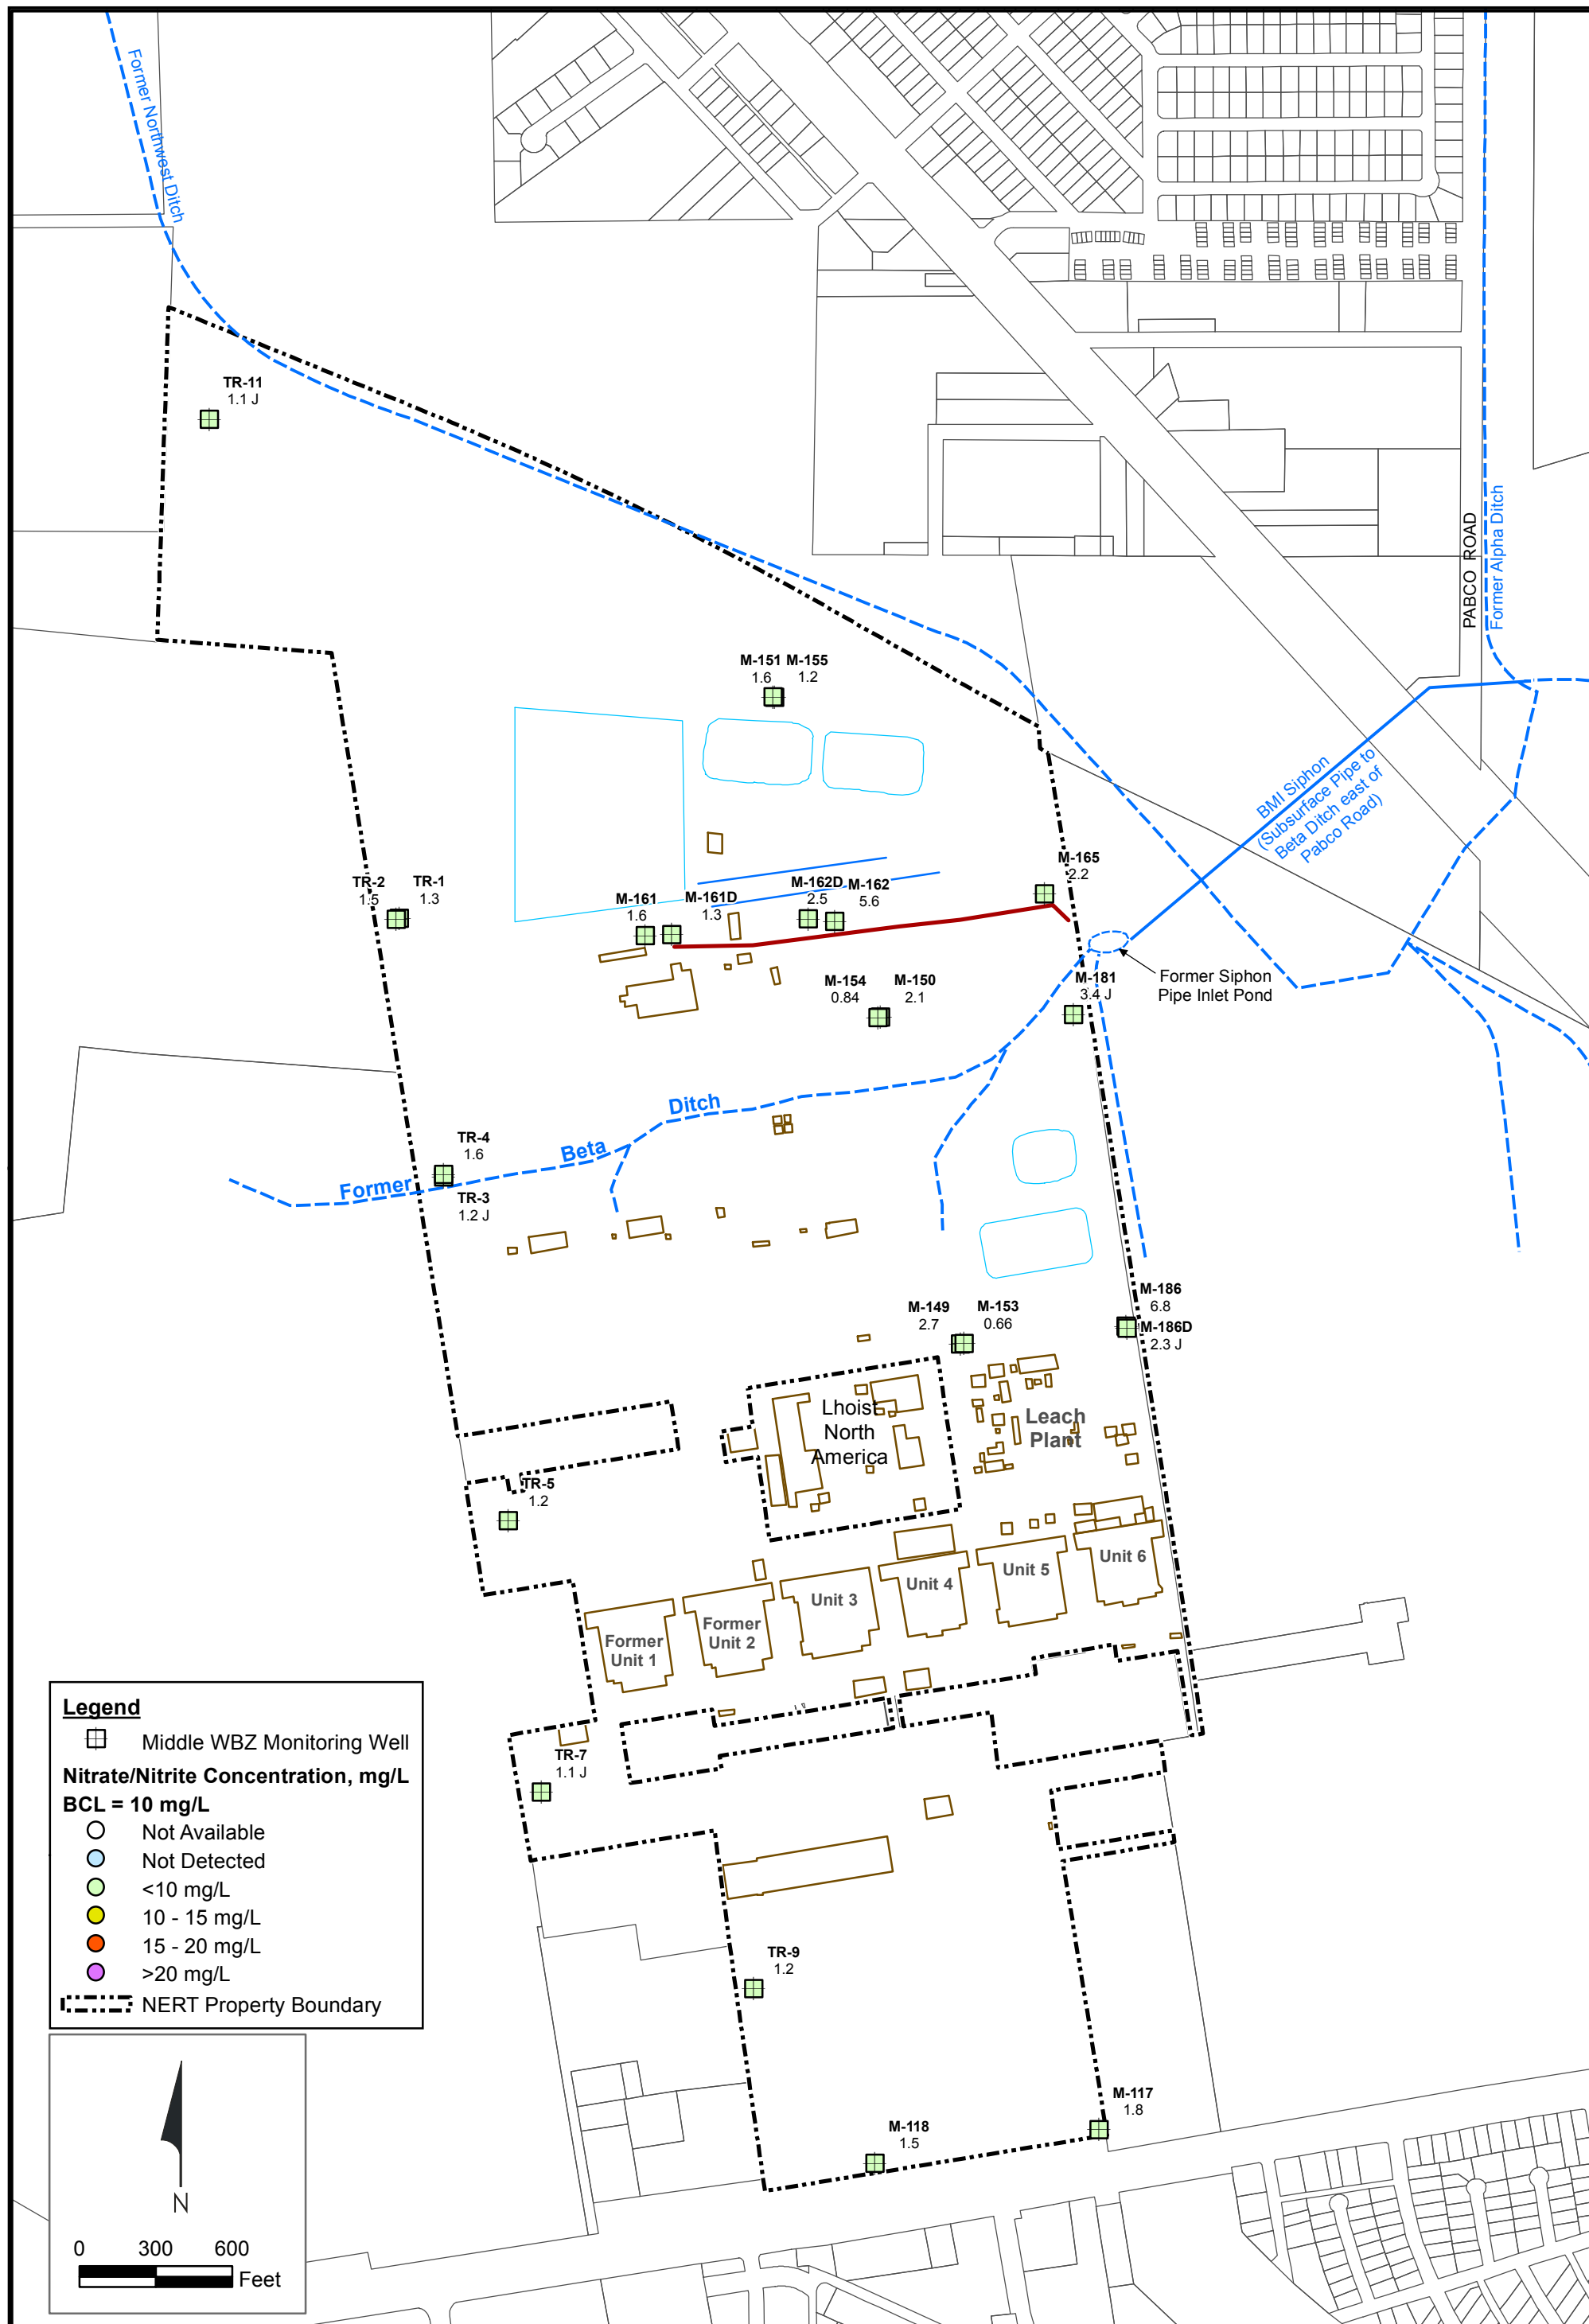 Former Northwest Ditch
TR-11
1.1 J
PABCO ROAD
Former Alpha Ditch
M-151 M-155
1.6 1.2
BMI Siphon
(Subsurface Pipe to
Beta Ditch east of
Pabco Road)
M-165
2.2
TR-2 TR-1
1.5 1.3
M-161 M-161D
1.6 1.3
M-162D M-162
2.5 5.6
M-154 M-150
0.84 2.1
M-181
3.4 J
Former Siphon
Pipe Inlet Pond
Former Beta Ditch
TR-4
1.6
TR-3
1.2 J
M-186
6.8
M-186D
2.3 J
M-149 M-153
2.7 0.66
Lhoist
North
America
Leach
Plant
TR-5
1.2
Former
Unit 1
Former
Unit 2
Unit 3
Unit 4
Unit 5
Unit 6
TR-7
1.1 J
TR-9
1.2
M-118
1.5
M-117
1.8
Legend
Middle WBZ Monitoring Well
Nitrate/Nitrite Concentration, mg/L
BCL = 10 mg/L
Not Available
Not Detected
<10 mg/L
10 - 15 mg/L
15 - 20 mg/L
>20 mg/L
NERT Property Boundary
N
0 300 600
Feet